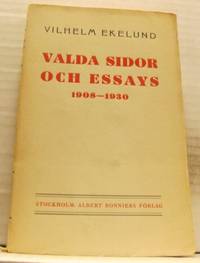 VILHELM EKELUND
VALDA SIDOR
OCH ESSAYS
1908—1930
STOCKHOLM. ALBERT BONNIERS FÖRLAG